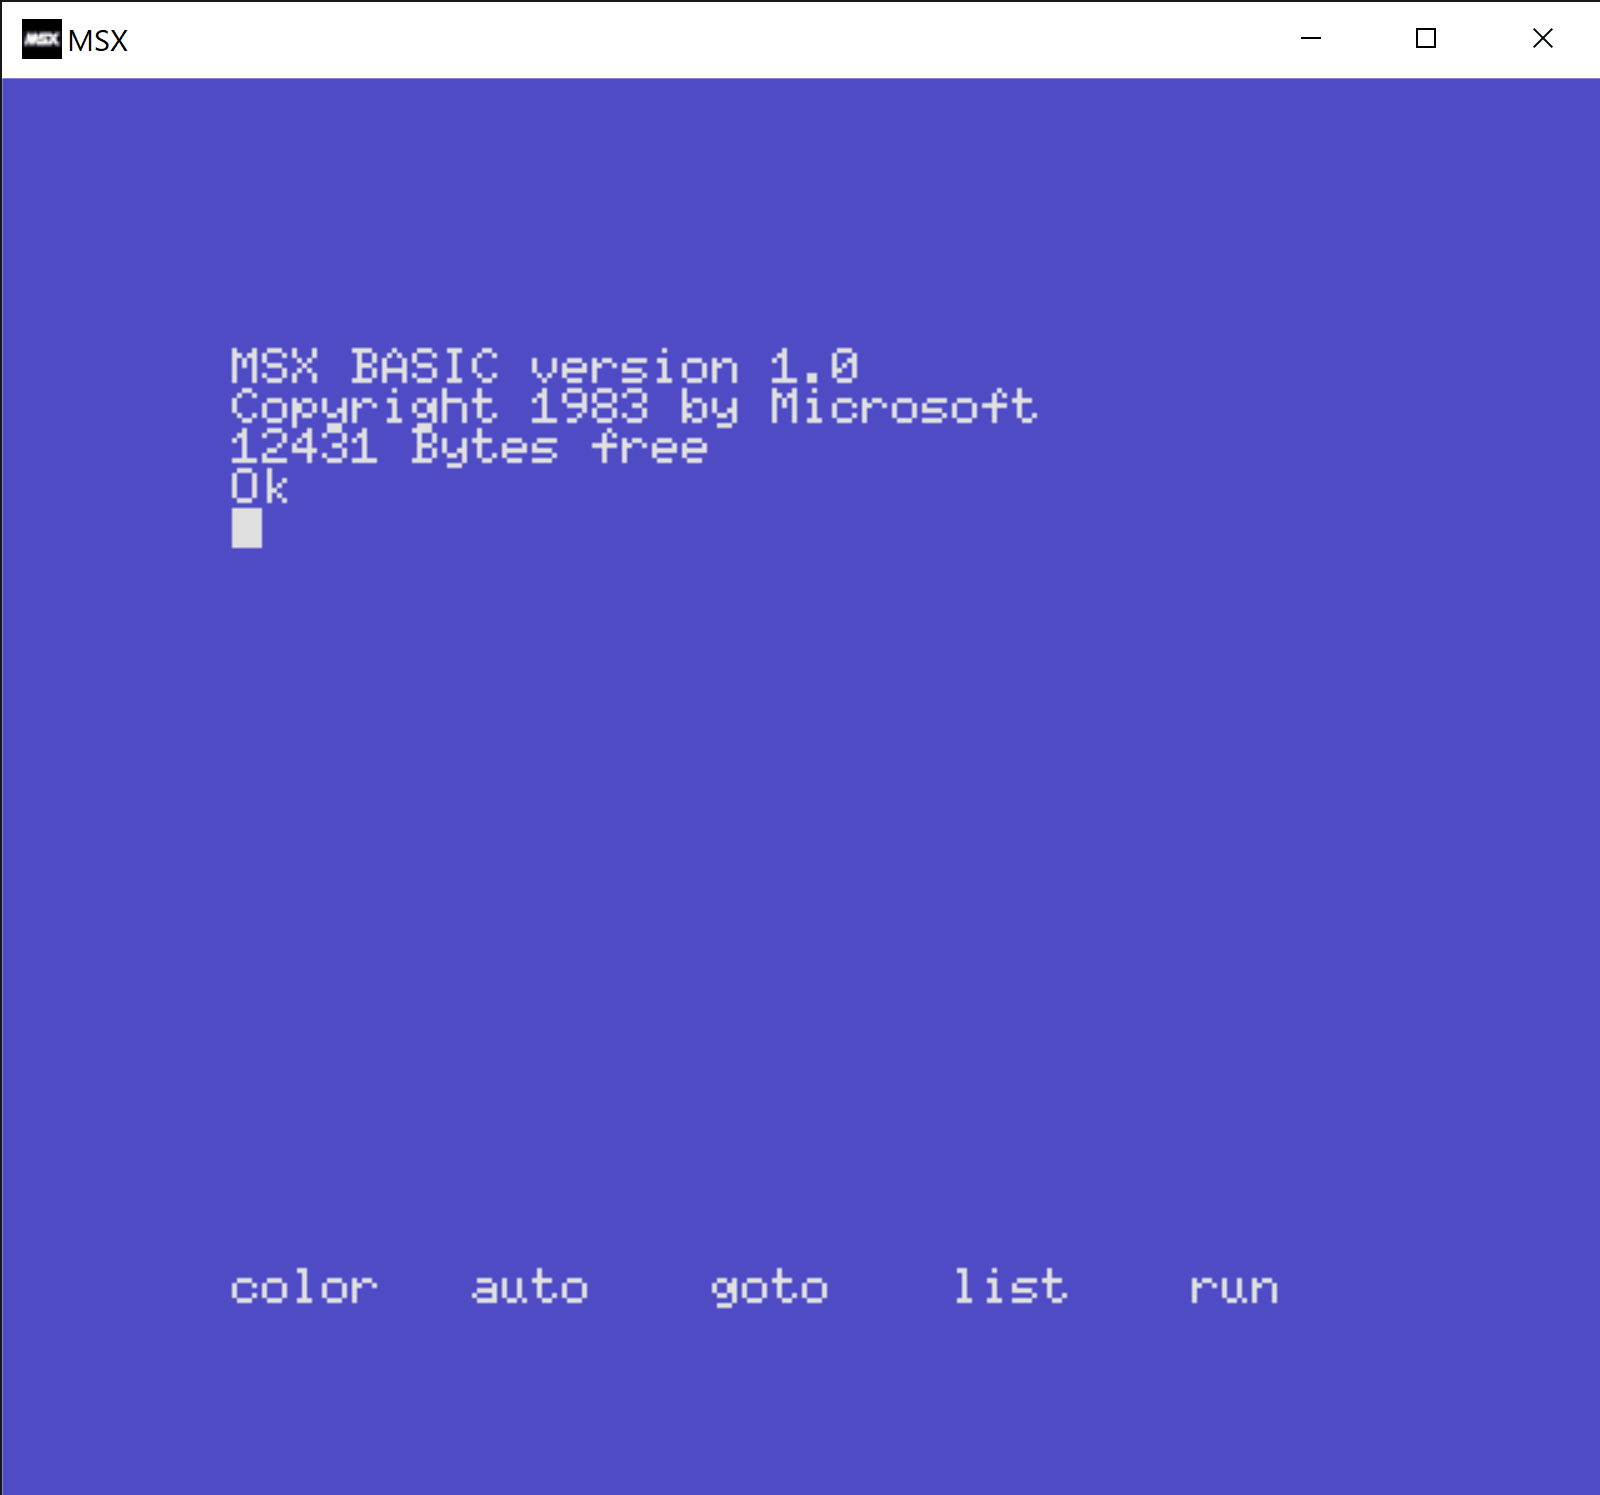 MSX MSX
MSX BASIC version 1.0
Copyright 1983 by Microsoft
12431 Bytes free
Ok
color auto goto list run